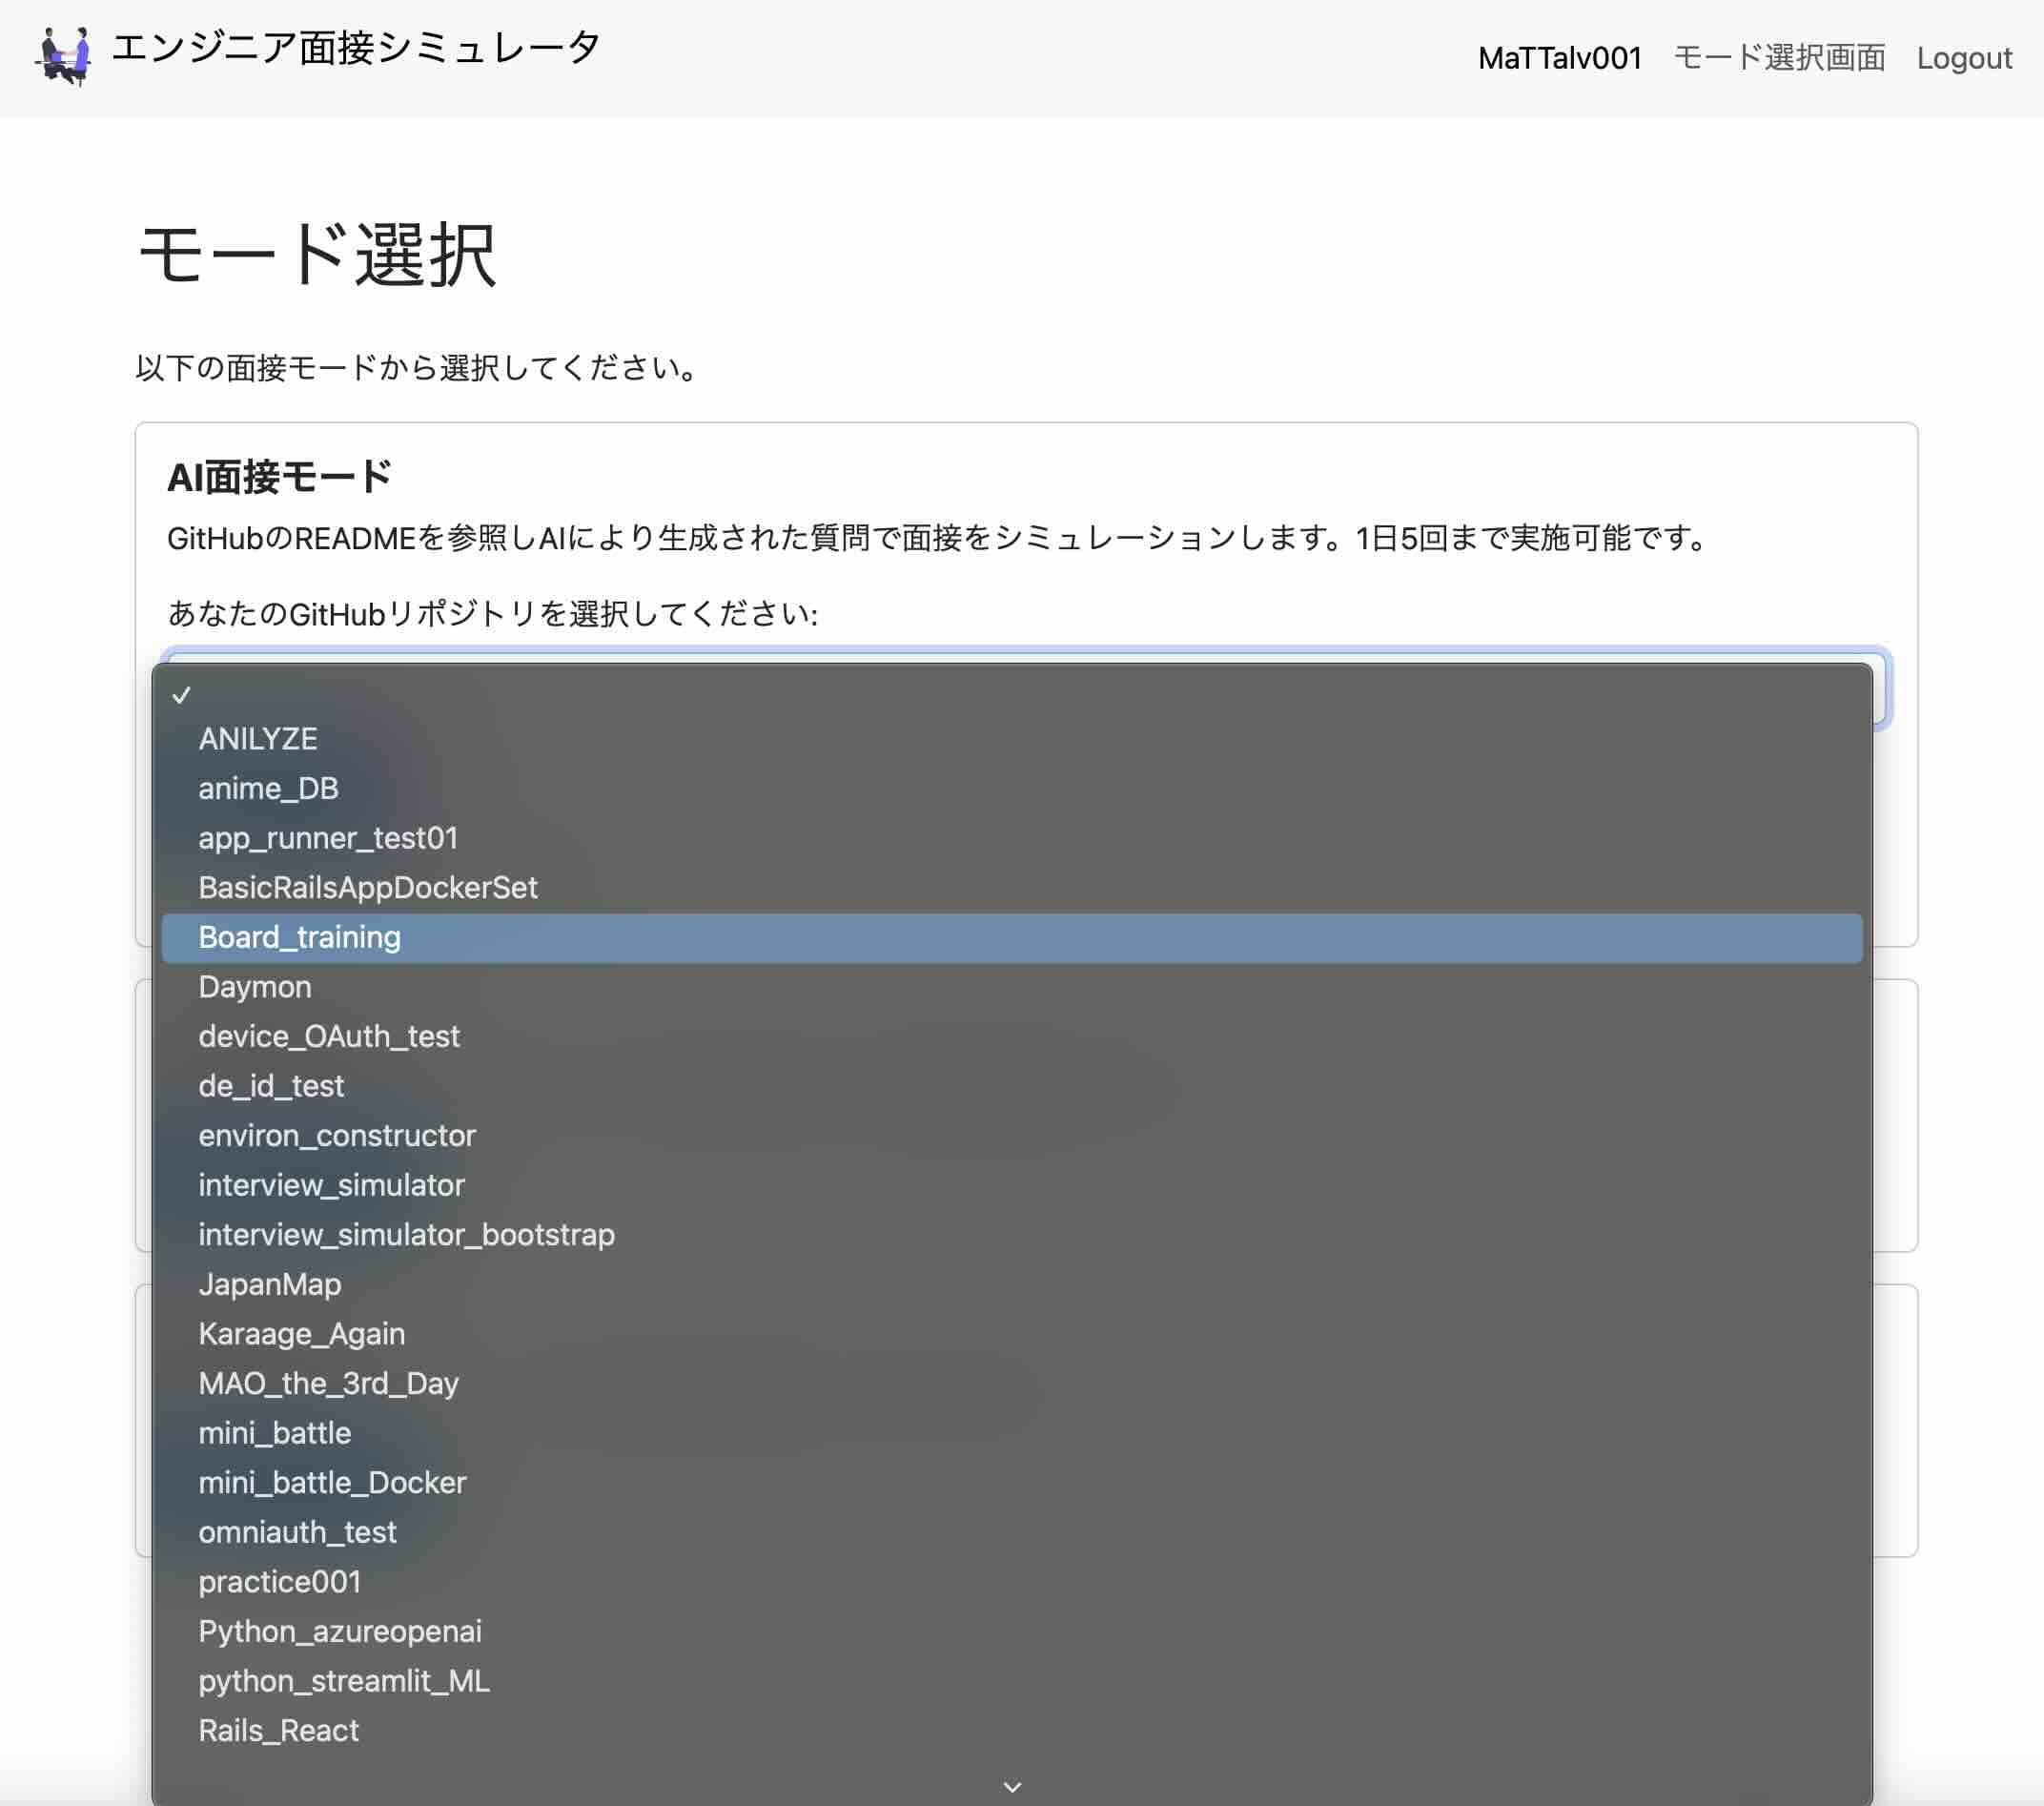 エンジニア面接シミュレータ
MaTTalv001 モード選択画面 Logout
モード選択
以下の面接モードから選択してください。
AI面接モード
GitHubのREADMEを参照しAIにより生成された質問で面接をシミュレーションします。1日5回まで実施可能です。
あなたのGitHubリポジトリを選択してください:
ANILYZE
anime_DB
app_runner_test01
BasicRailsAppDockerSet
Board_training
Daymon
device_OAuth_test
de_id_test
environ_constructor
interview_simulator
interview_simulator_bootstrap
JapanMap
Karaage_Again
MAO_the_3rd_Day
mini_battle
mini_battle_Docker
omniauth_test
practice001
Python_azureopenai
python_streamlit_ML
Rails_React